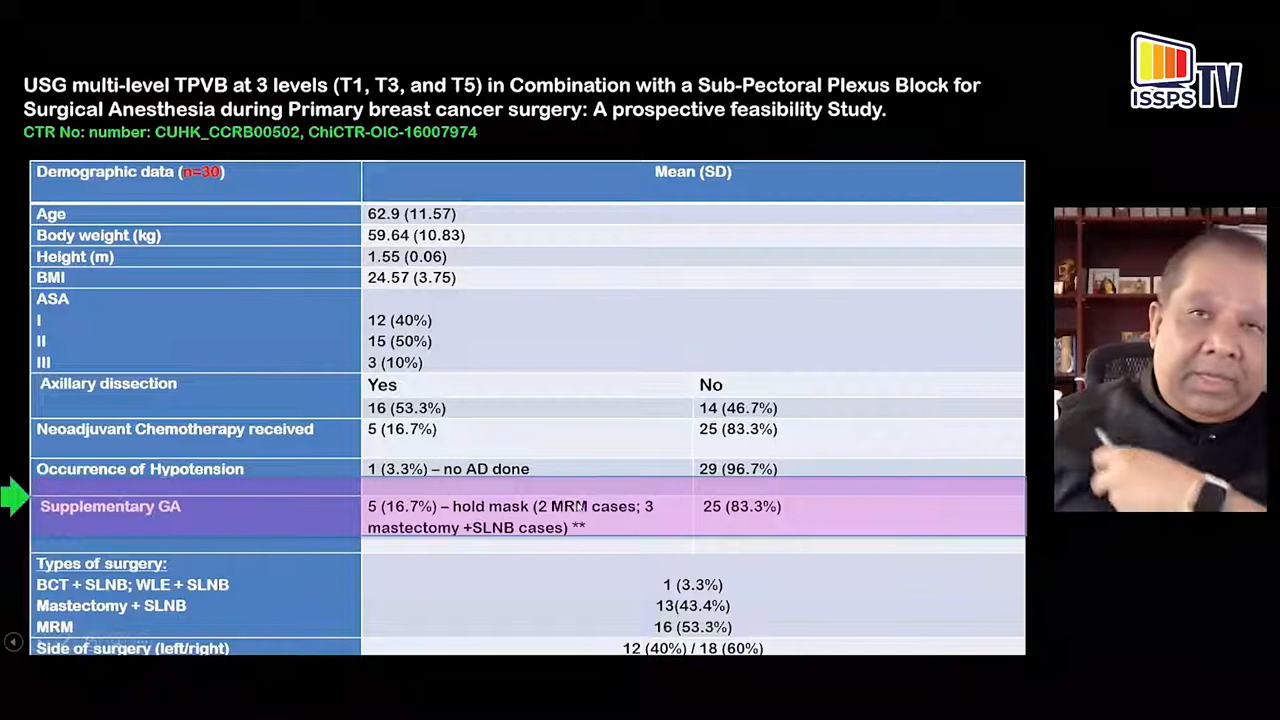 USG multi-level TPVB at 3 levels (T1, T3, and T5) in Combination with a Sub-Pectoral Plexus Block for
Surgical Anesthesia during Primary breast cancer surgery: A prospective feasibility Study.
CTR No: number: CUHK_CCRB00502, ChiCTR-OIC-16007974
ISSPS TV
Demographic data (n=30) Mean (SD)
Age 62.9 (11.57)
Body weight (kg) 59.64 (10.83)
Height (m) 1.55 (0.06)
BMI 24.57 (3.75)
ASA
I 12 (40%)
II 15 (50%)
III 3 (10%)
Axillary dissection Yes No
16 (53.3%) 14 (46.7%)
Neoadjuvant Chemotherapy received 5 (16.7%) 25 (83.3%)
Occurrence of Hypotension 1 (3.3%) – no AD done 29 (96.7%)
Supplementary GA 5 (16.7%) – hold mask (2 MRM cases; 3 25 (83.3%)
mastectomy +SLNB cases) **
Types of surgery:
BCT + SLNB; WLE + SLNB 1 (3.3%)
Mastectomy + SLNB 13(43.4%)
MRM 16 (53.3%)
Side of surgery (left/right) 12 (40%) / 18 (60%)